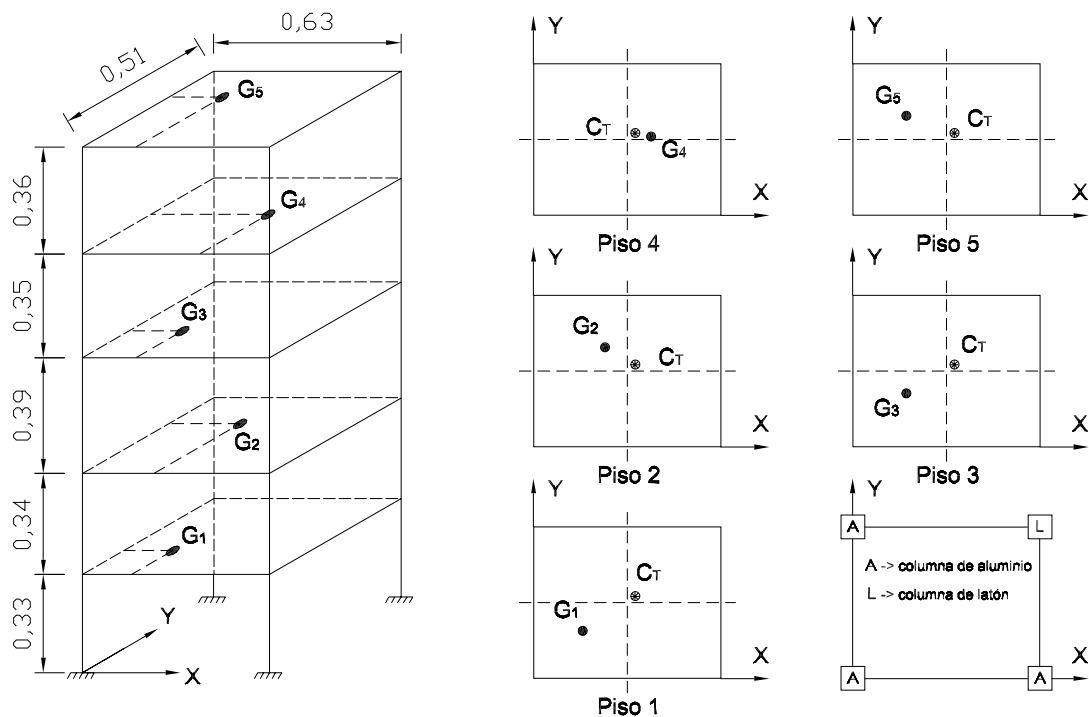 0,63
0,51
G5
0,36
G4
0,35
G3
0,39
G2
0,34
G1
0,33
Y
X
Y
CT
G4
X
Piso 4
Y
G5
CT
X
Piso 5
Y
G2
CT
X
Piso 2
Y
CT
G3
X
Piso 3
Y
CT
G1
X
Piso 1
Y
A
L
A -> columna de aluminio
L -> columna de latón
X
A
A